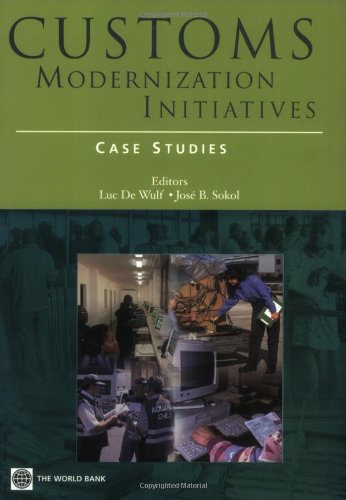 CUSTOMS
MODERNIZATION
INITIATIVES
CASE STUDIES
Editors
Luc De Wulf • José B. Sokol
THE WORLD BANK